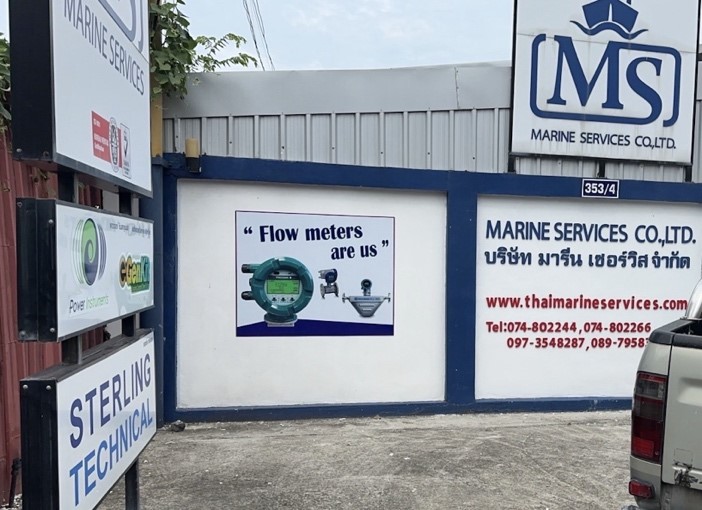 MARINE SERVICES
Power Instruments
eGenKit
STERLING
TECHNICAL
MS
MARINE SERVICES CO.,LTD.
353/4
“ Flow meters
are us ”
MARINE SERVICES CO.,LTD.
บริษัท มารีน เซอร์วิส จำกัด
www.thaimarineservices.com
Tel:074-802244,074-802266
097-3548287,089-79587